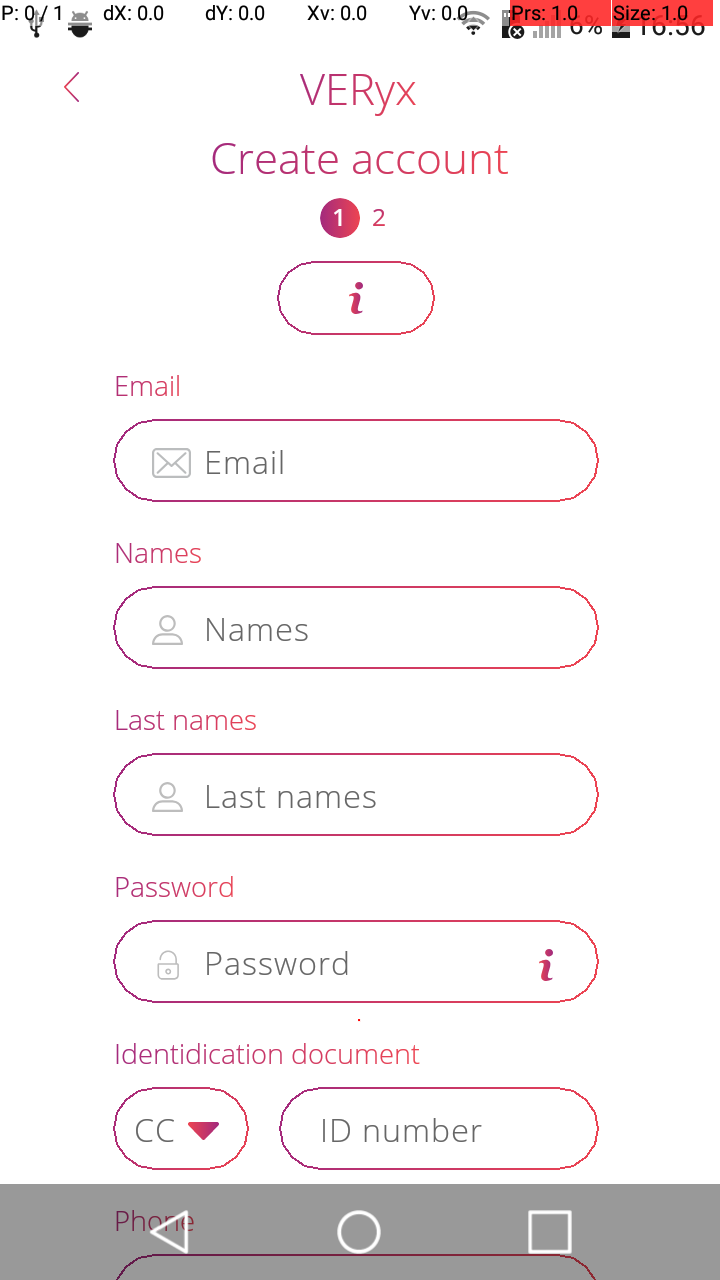 P: 0 / 1 dX: 0.0 dY: 0.0 Xv: 0.0 Yv: 0.0 Prs: 1.0 Size: 1.0
6% 16:56
VERyx
Create account
1 2
i
Email
Email
Names
Names
Last names
Last names
Password
Password i
Identidication document
CC ID number
Phone